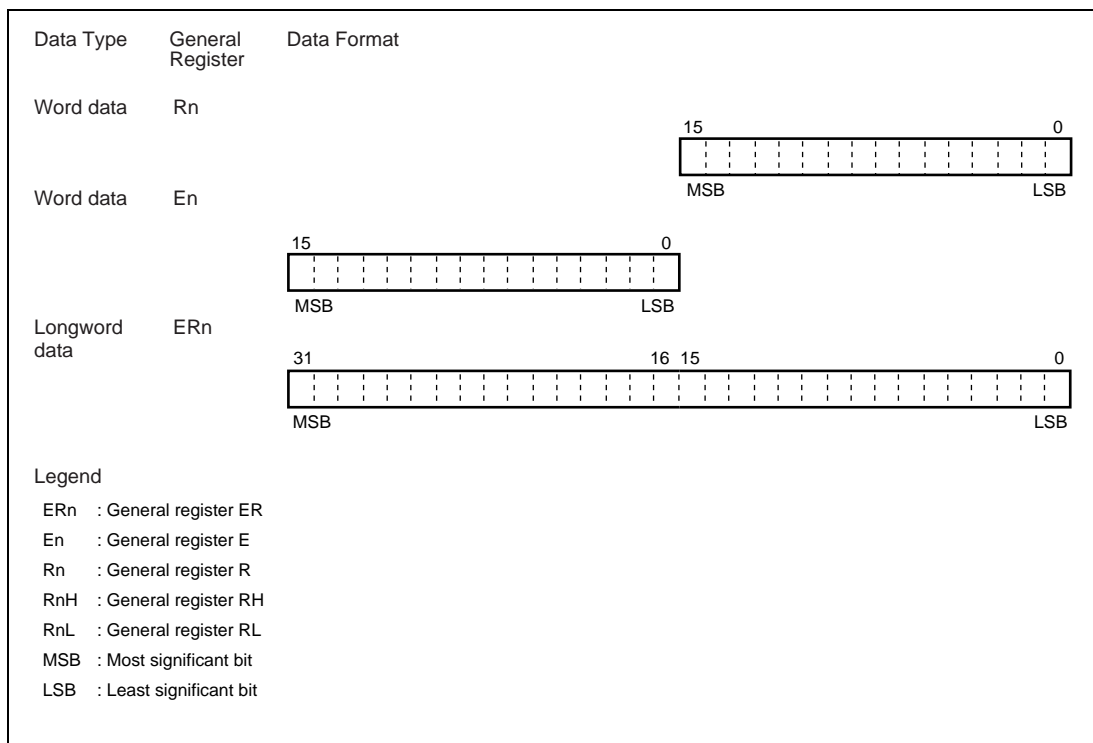 Data Type General Register Data Format
Word data Rn
15 0
MSB LSB
Word data En
15 0
MSB LSB
Longword data ERn
31 16 15 0
MSB LSB
Legend
ERn : General register ER
En : General register E
Rn : General register R
RnH : General register RH
RnL : General register RL
MSB : Most significant bit
LSB : Least significant bit